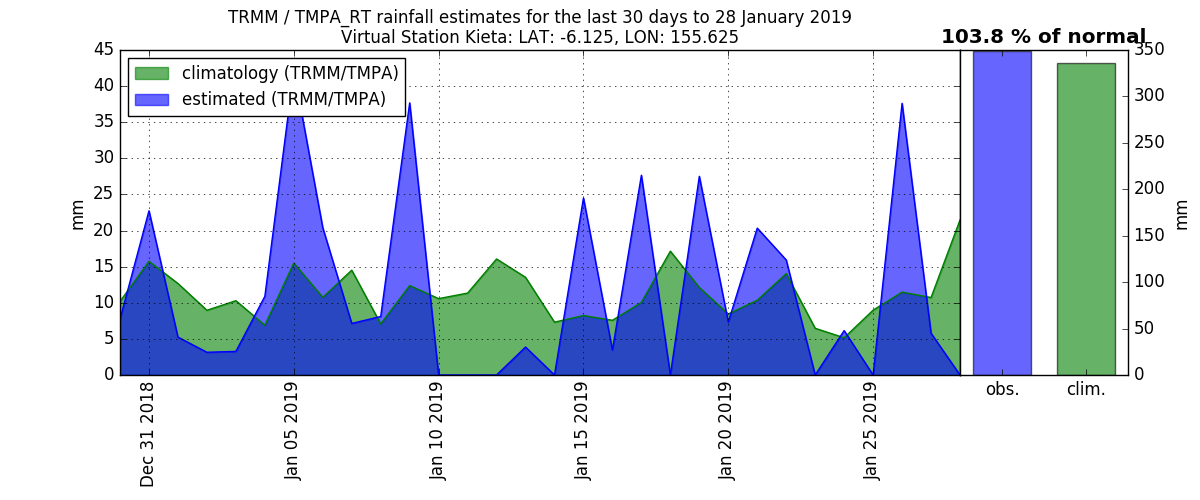 TRMM / TMPA_RT rainfall estimates for the last 30 days to 28 January 2019
Virtual Station Kieta: LAT: -6.125, LON: 155.625
103.8 % of normal
climatology (TRMM/TMPA)
estimated (TRMM/TMPA)
mm
45
40
35
30
25
20
15
10
5
0
Dec 31 2018
Jan 05 2019
Jan 10 2019
Jan 15 2019
Jan 20 2019
Jan 25 2019
350
300
250
200
150
100
50
0
mm
obs.
clim.